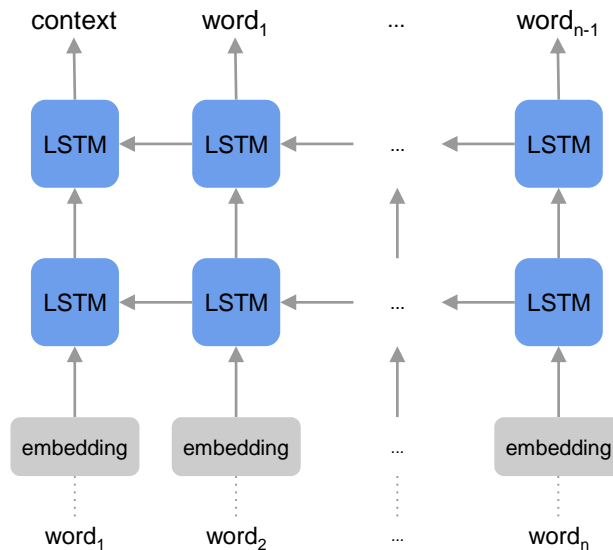 context word₁ ... wordₙ₋₁
LSTM LSTM ... LSTM
LSTM LSTM ... LSTM
embedding embedding ... embedding
word₁ word₂ ... wordₙ